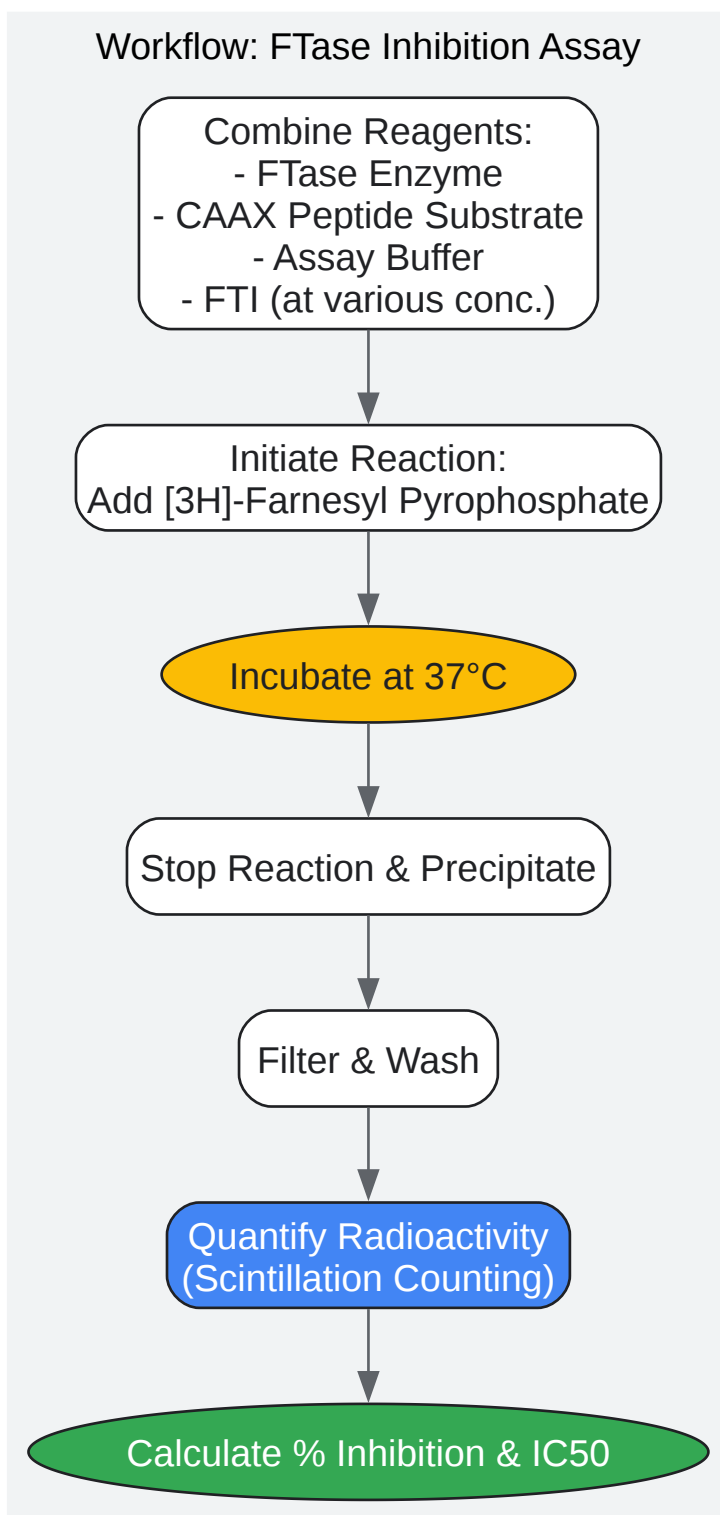 Workflow: FTase Inhibition Assay
Combine Reagents:
- FTase Enzyme
- CAAX Peptide Substrate
- Assay Buffer
- FTI (at various conc.)
Initiate Reaction:
Add [3H]-Farnesyl Pyrophosphate
Incubate at 37°C
Stop Reaction & Precipitate
Filter & Wash
Quantify Radioactivity
(Scintillation Counting)
Calculate % Inhibition & IC50